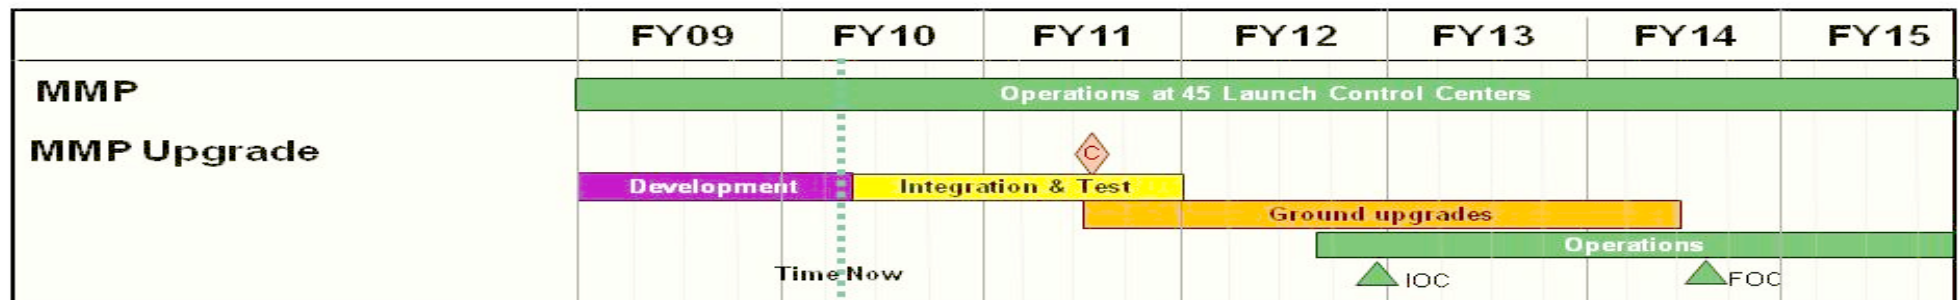 FY09 FY10 FY11 FY12 FY13 FY14 FY15
MMP
Operations at 45 Launch Control Centers
MMP Upgrade
C
Development
Integration & Test
Ground upgrades
Operations
Time Now
IOC
FOC